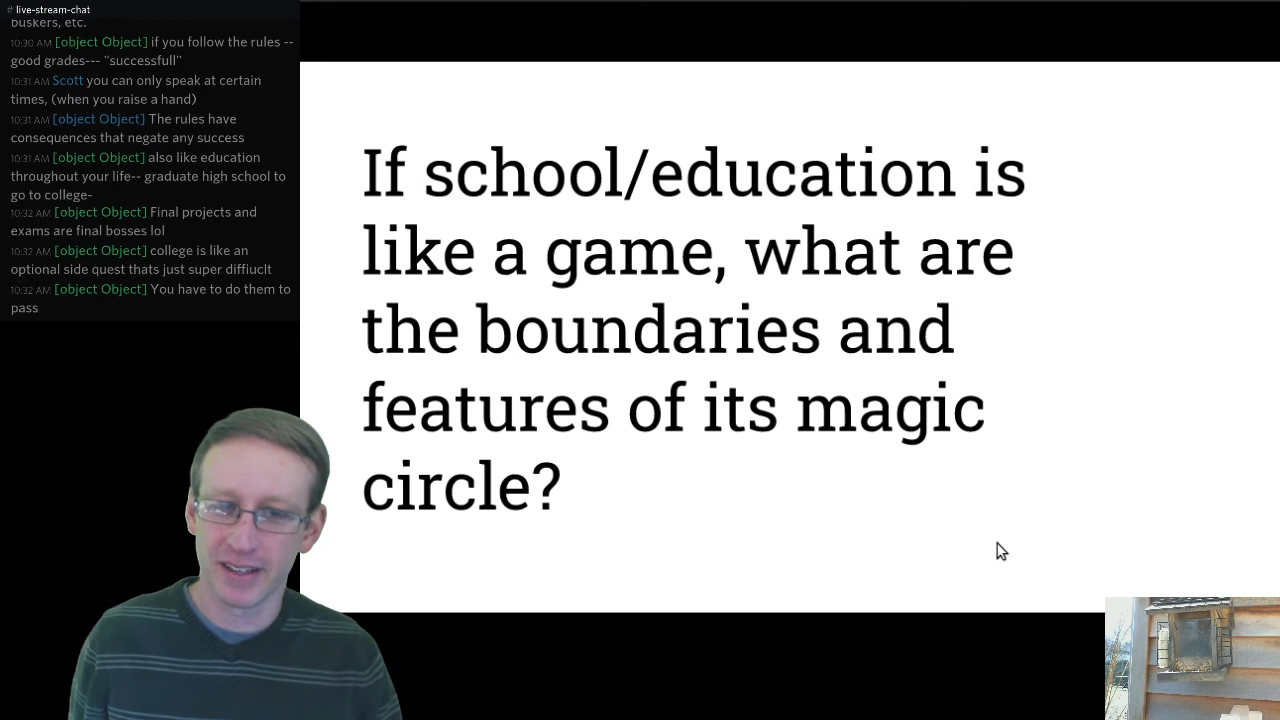 # live-stream-chat
buskers, etc.
10:30 AM [object Object] if you follow the rules --
good grades--- "successfull"
10:31 AM Scott you can only speak at certain
times, (when you raise a hand)
10:31 AM [object Object] The rules have
consequences that negate any success
10:31 AM [object Object] also like education
throughout your life-- graduate high school to
go to college-
10:32 AM [object Object] Final projects and
exams are final bosses lol
10:32 AM [object Object] college is like an
optional side quest thats just super diffiuclt
10:32 AM [object Object] You have to do them to
pass
If school/education is
like a game, what are
the boundaries and
features of its magic
circle?